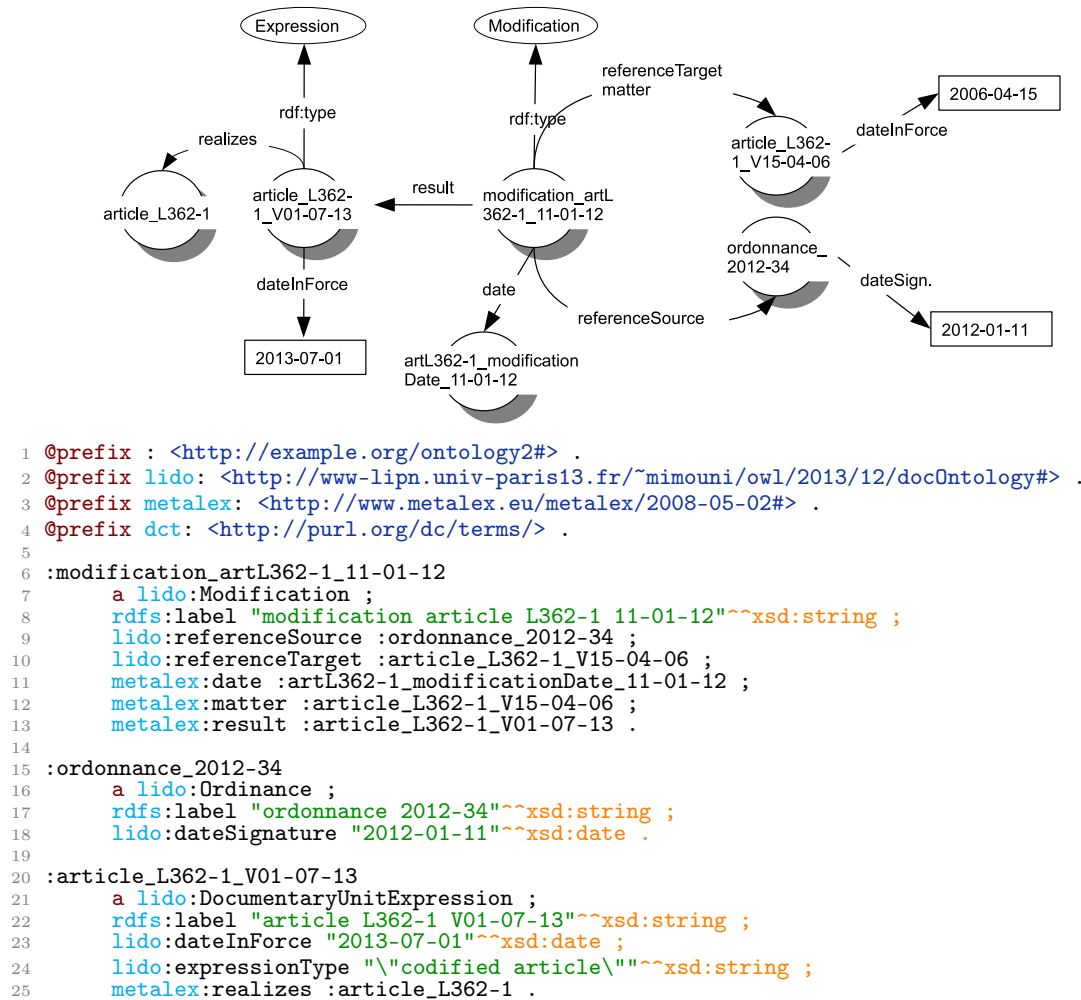 Expression
Modification
referenceTarget
matter
2006-04-15
rdf:type
rdf:type
dateInForce
realizes
article_L362-
1_V15-04-06
result
article_L362-1
article_L362-
1_V01-07-13
modification_artL
362-1_11-01-12
ordonnance_
2012-34
dateInForce
date
dateSign.
referenceSource
2013-07-01
artL362-1_modification
Date_11-01-12
2012-01-11
1 @prefix : <http://example.org/ontology2#> .
2 @prefix lido: <http://www-lipn.univ-paris13.fr/~mimouni/owl/2013/12/docOntology#> .
3 @prefix metalex: <http://www.metalex.eu/metalex/2008-05-02#> .
4 @prefix dct: <http://purl.org/dc/terms/> .
5
6 :modification_artL362-1_11-01-12
7 a lido:Modification ;
8 rdfs:label "modification article L362-1 11-01-12"^^xsd:string ;
9 lido:referenceSource :ordonnance_2012-34 ;
10 lido:referenceTarget :article_L362-1_V15-04-06 ;
11 metalex:date :artL362-1_modificationDate_11-01-12 ;
12 metalex:matter :article_L362-1_V15-04-06 ;
13 metalex:result :article_L362-1_V01-07-13 .
14
15 :ordonnance_2012-34
16 a lido:Ordinance ;
17 rdfs:label "ordonnance 2012-34"^^xsd:string ;
18 lido:dateSignature "2012-01-11"^^xsd:date .
19
20 :article_L362-1_V01-07-13
21 a lido:DocumentaryUnitExpression ;
22 rdfs:label "article L362-1 V01-07-13"^^xsd:string ;
23 lido:dateInForce "2013-07-01"^^xsd:date ;
24 lido:expressionType "\"codified article\""^^xsd:string ;
25 metalex:realizes :article_L362-1 .